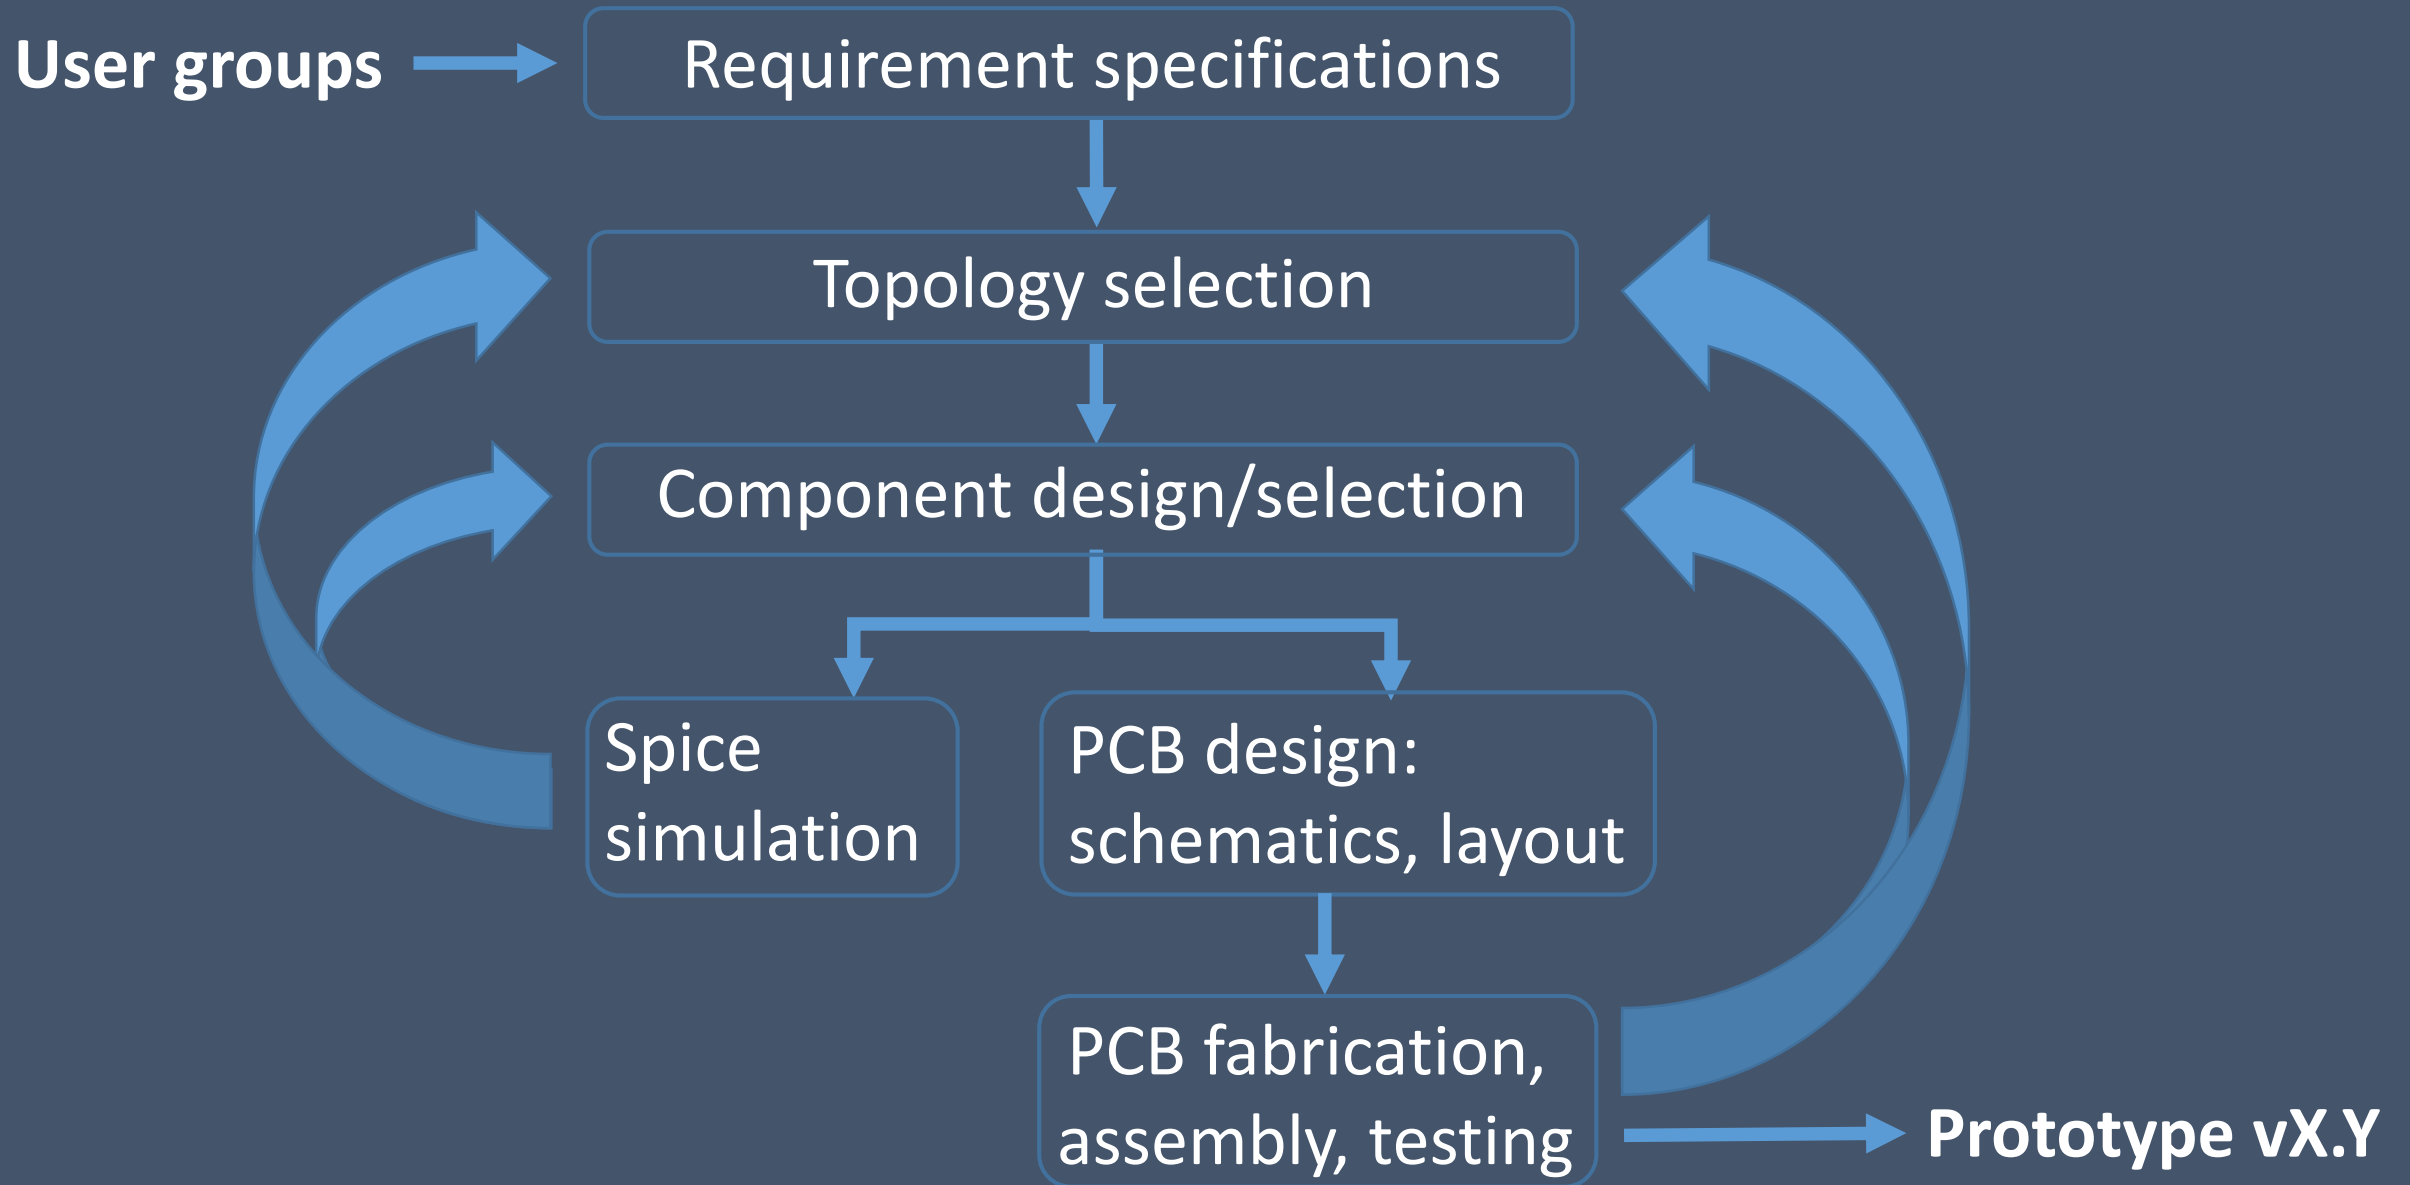 User groups
Requirement specifications
Topology selection
Component design/selection
Spice
simulation
PCB design:
schematics, layout
PCB fabrication,
assembly, testing
Prototype vX.Y